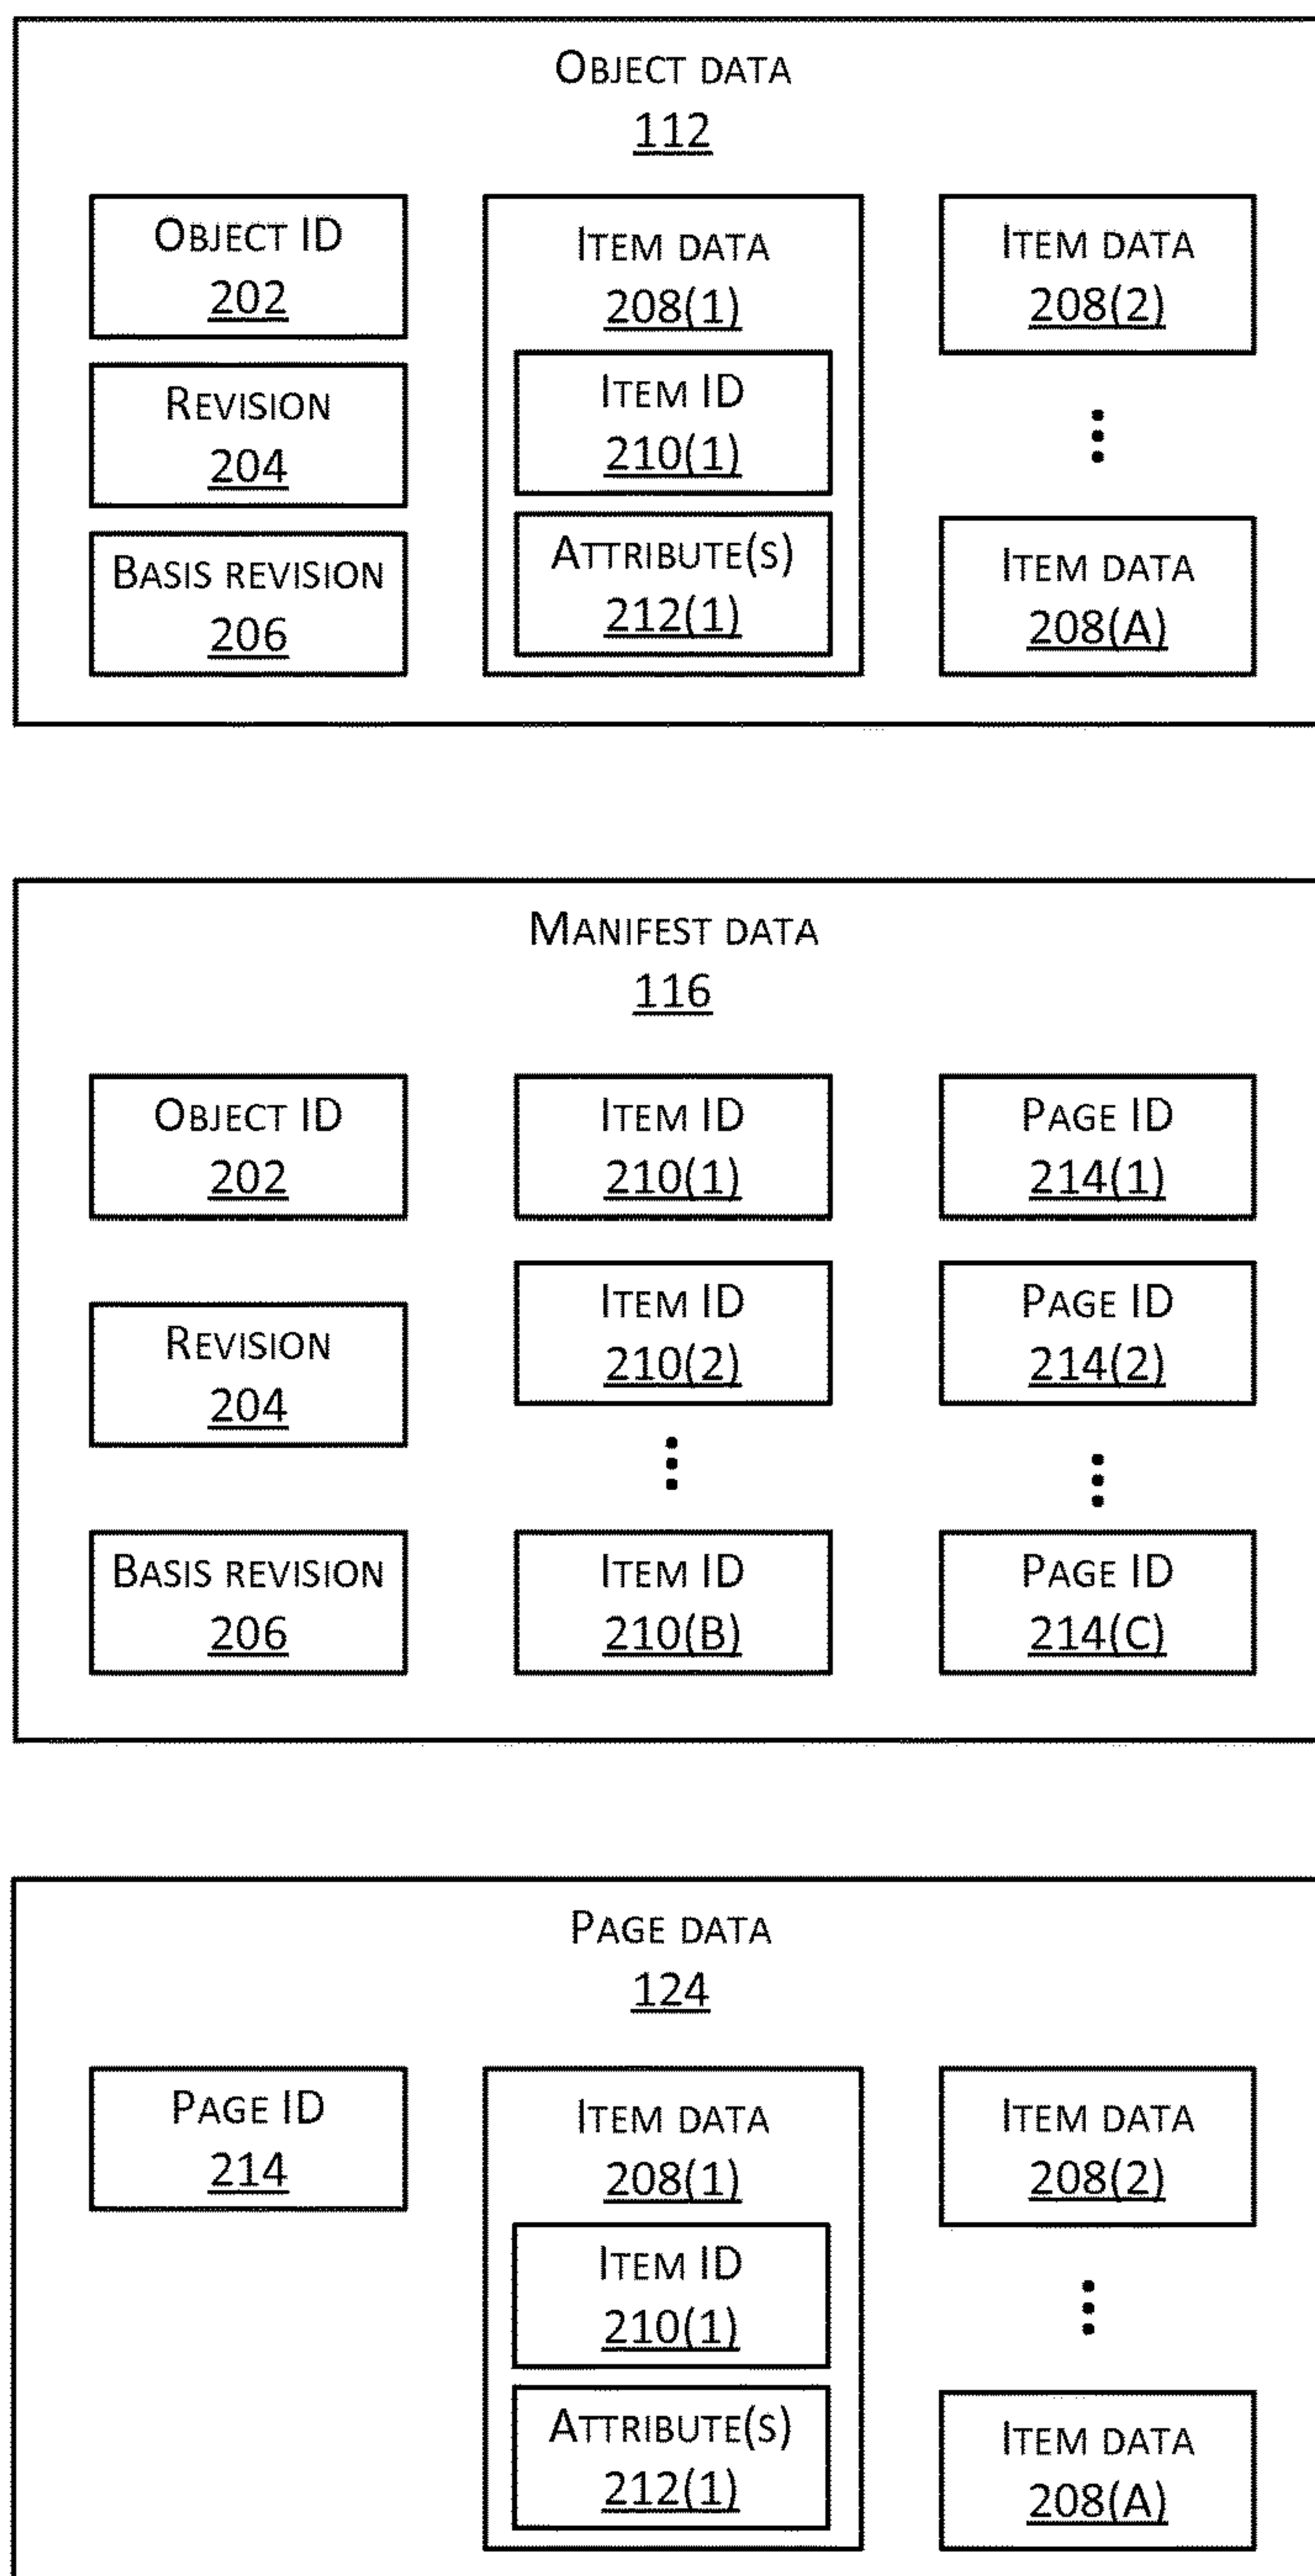 OBJECT DATA
112
OBJECT ID
202
REVISION
204
BASIS REVISION
206
ITEM DATA
208(1)
ITEM ID
210(1)
ATTRIBUTE(S)
212(1)
ITEM DATA
208(2)
ITEM DATA
208(A)
MANIFEST DATA
116
OBJECT ID
202
REVISION
204
BASIS REVISION
206
ITEM ID
210(1)
ITEM ID
210(2)
ITEM ID
210(B)
PAGE ID
214(1)
PAGE ID
214(2)
PAGE ID
214(C)
PAGE DATA
124
PAGE ID
214
ITEM DATA
208(1)
ITEM ID
210(1)
ATTRIBUTE(S)
212(1)
ITEM DATA
208(2)
ITEM DATA
208(A)